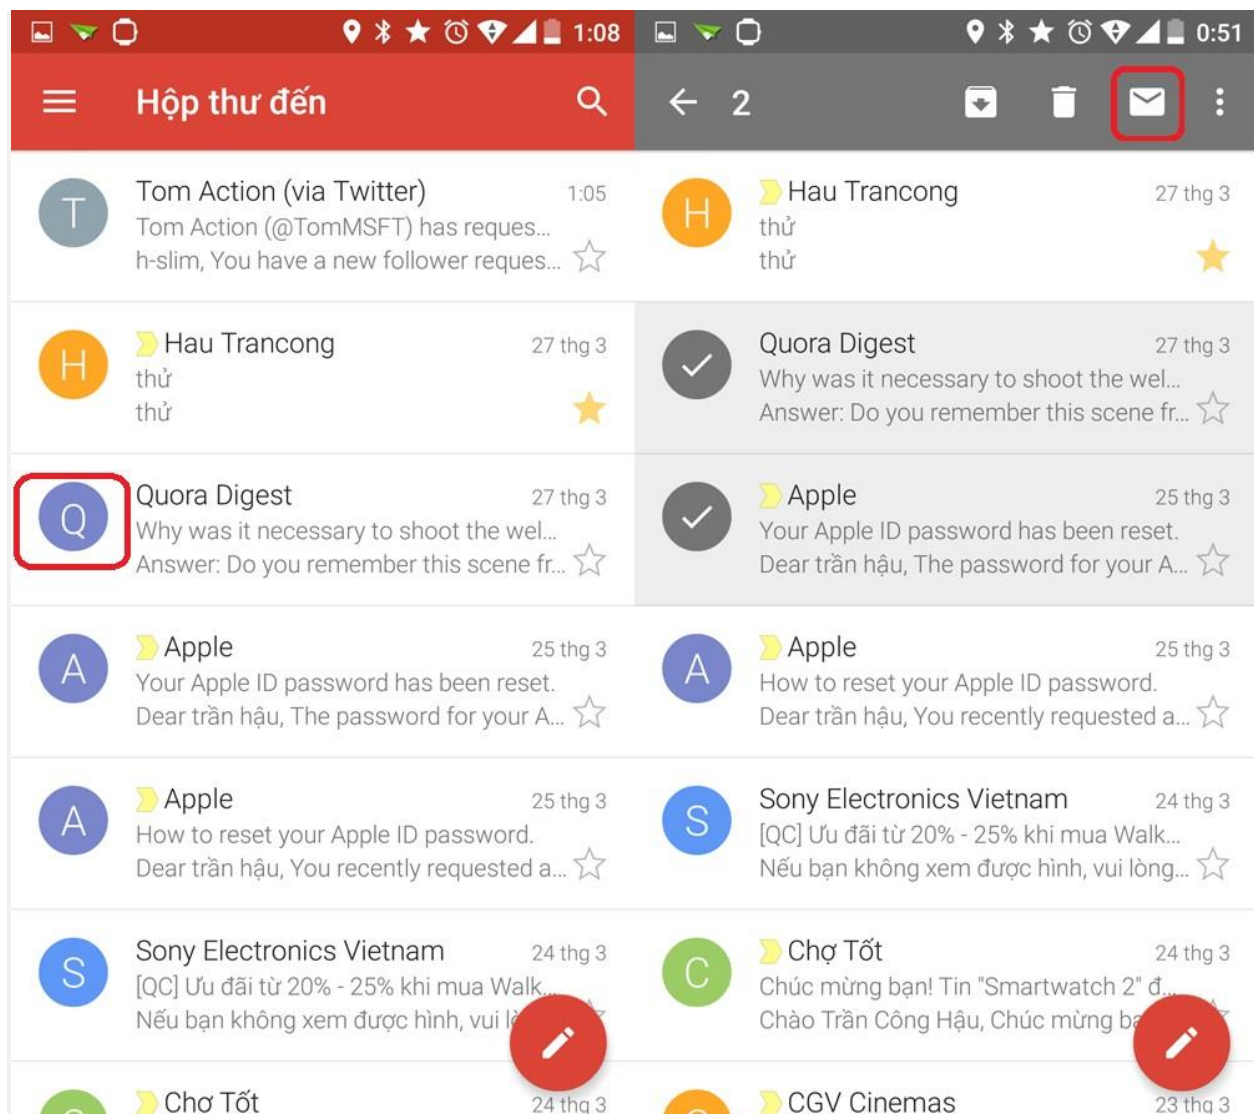 1:08
Hộp thư đến
T
Tom Action (via Twitter) 1:05
Tom Action (@TomMSFT) has reques...
h-slim, You have a new follower reques...
H
Hau Trancong 27 thg 3
thử
thử
Q
Quora Digest 27 thg 3
Why was it necessary to shoot the wel...
Answer: Do you remember this scene fr...
A
Apple 25 thg 3
Your Apple ID password has been reset.
Dear trần hậu, The password for your A...
A
Apple 25 thg 3
How to reset your Apple ID password.
Dear trần hậu, You recently requested a...
S
Sony Electronics Vietnam 24 thg 3
[QC] Ưu đãi từ 20% - 25% khi mua Walk...
Nếu bạn không xem được hình, vui
Chợ Tốt 24 thg 3
0:51
2
H
Hau Trancong 27 thg 3
thử
thử
Quora Digest 27 thg 3
Why was it necessary to shoot the wel...
Answer: Do you remember this scene fr...
Apple 25 thg 3
Your Apple ID password has been reset.
Dear trần hậu, The password for your A...
A
Apple 25 thg 3
How to reset your Apple ID password.
Dear trần hậu, You recently requested a...
S
Sony Electronics Vietnam 24 thg 3
[QC] Ưu đãi từ 20% - 25% khi mua Walk...
Nếu bạn không xem được hình, vui lòng...
C
Chợ Tốt 24 thg 3
Chúc mừng bạn! Tin "Smartwatch 2" đ...
Chào Trần Công Hậu, Chúc mừng
CGV Cinemas 23 thg 3